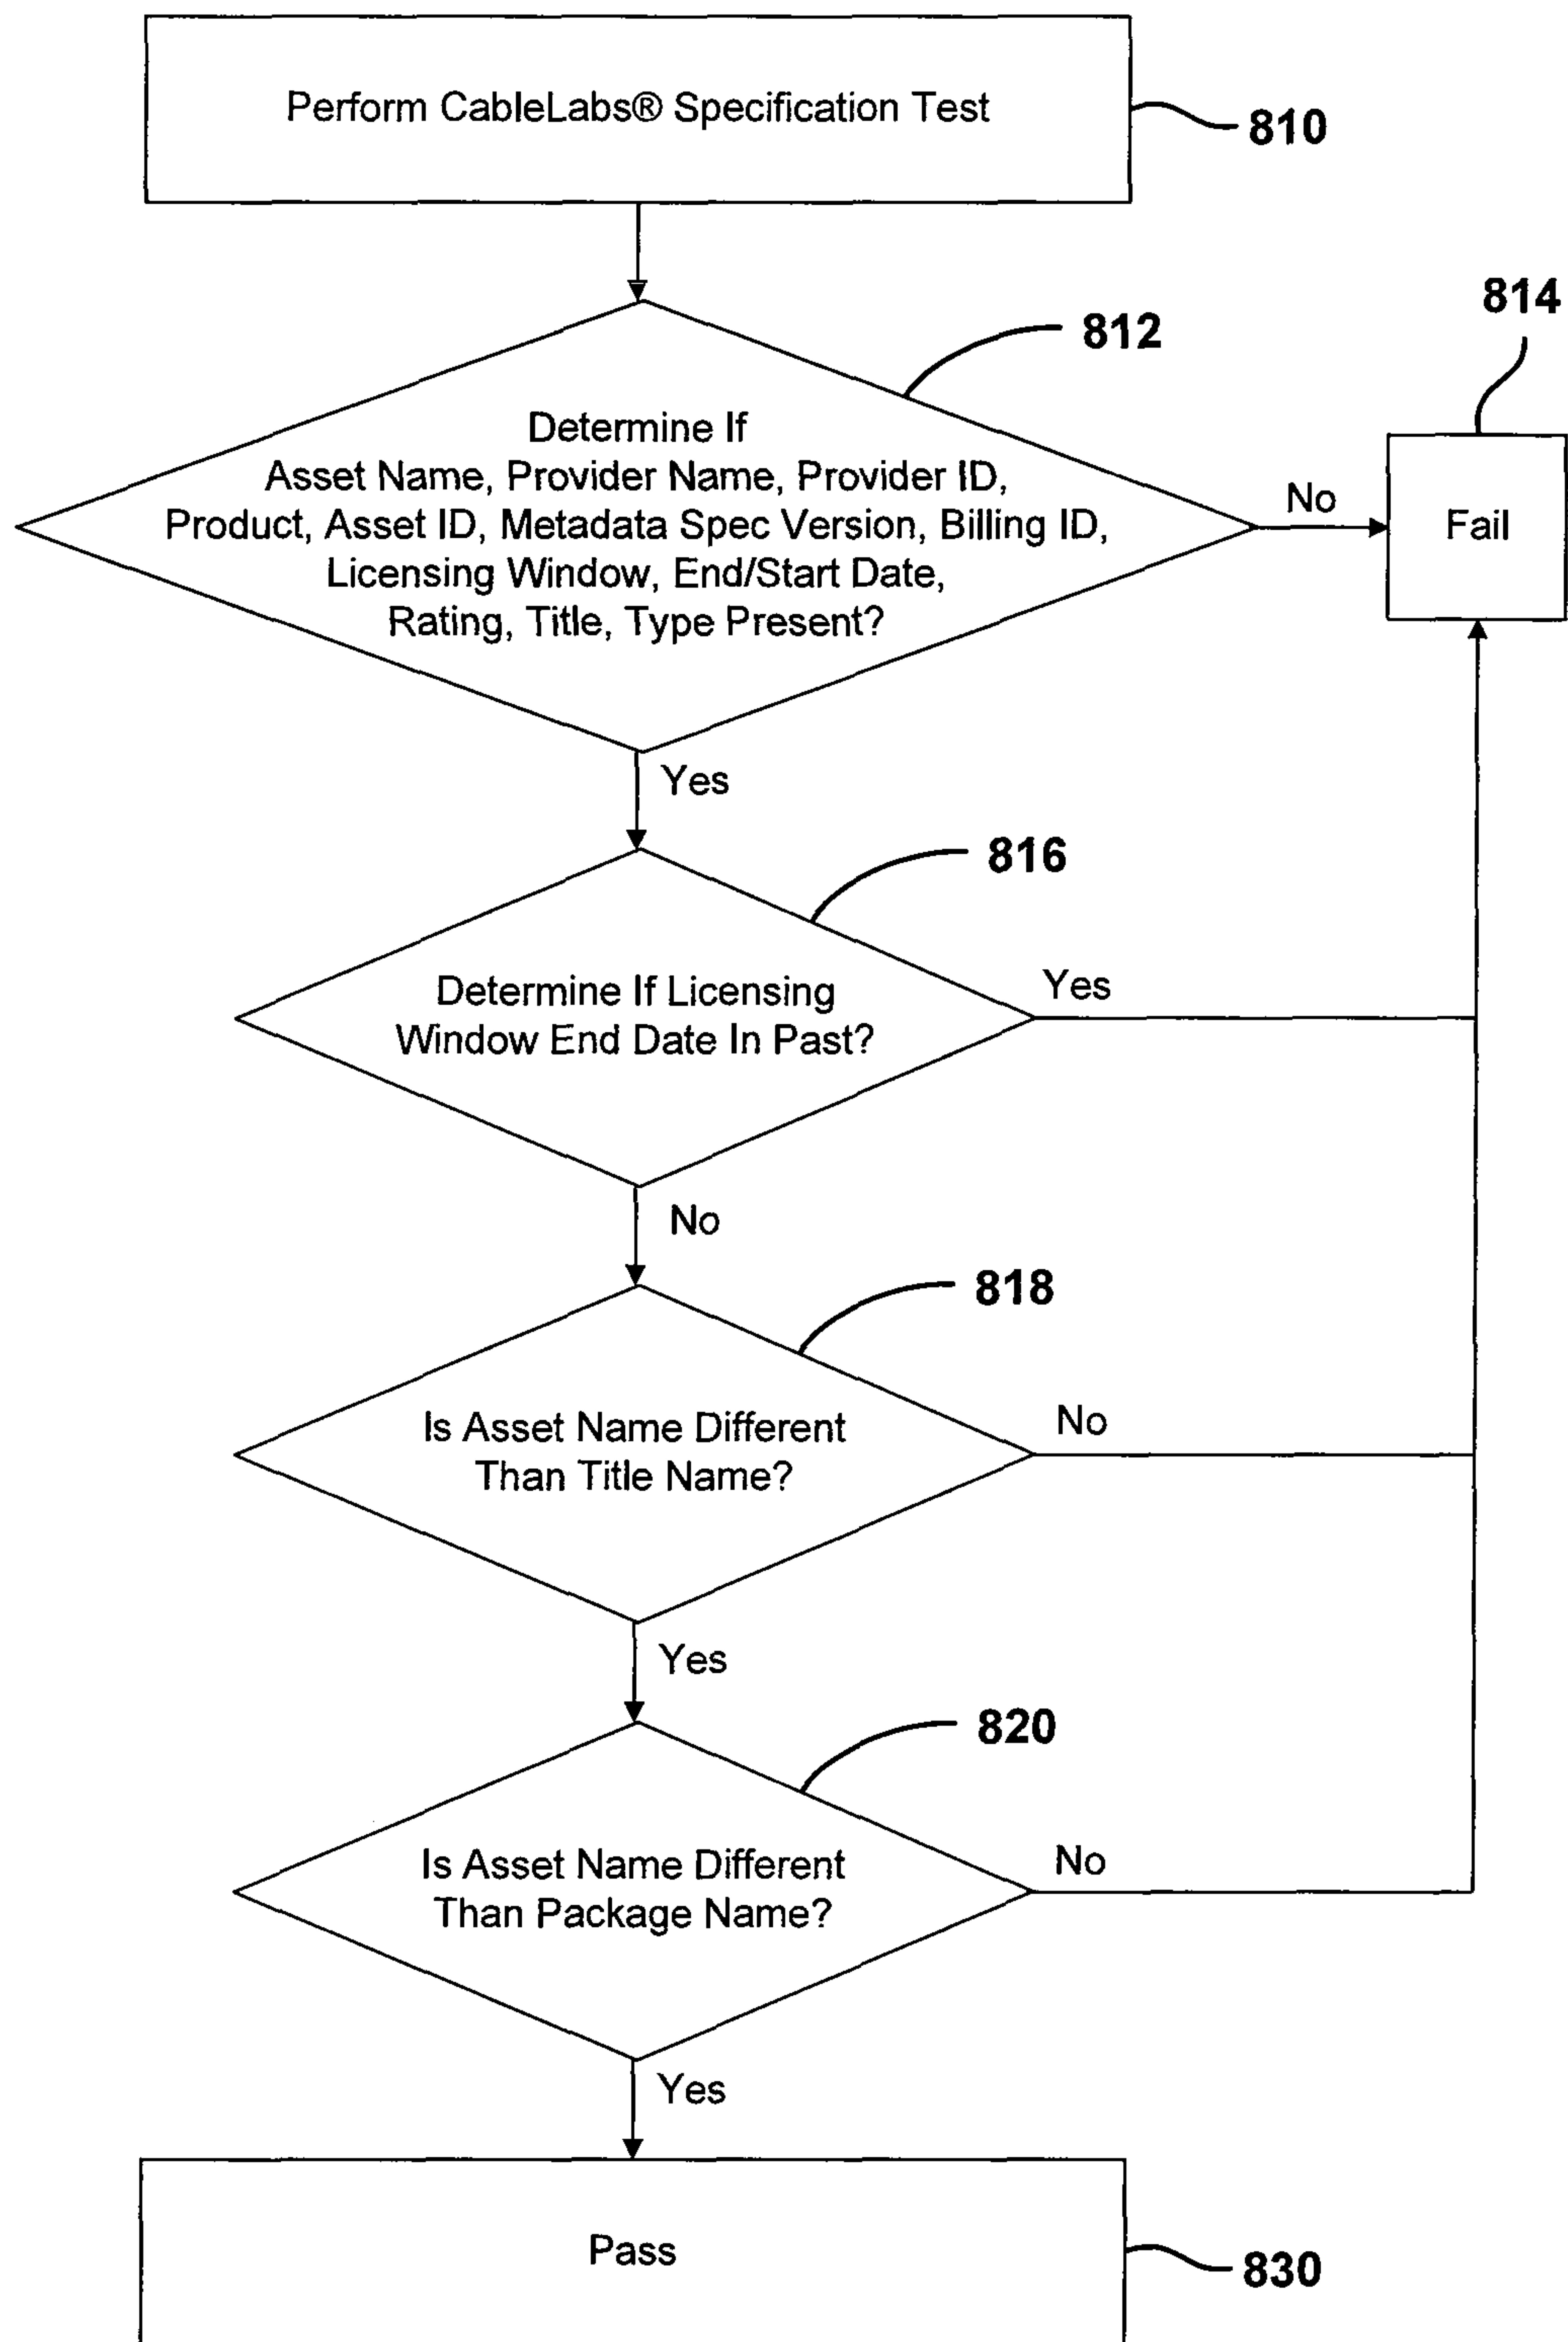 Perform CableLabs® Specification Test
810
812
814
Determine If
Asset Name, Provider Name, Provider ID,
Product, Asset ID, Metadata Spec Version, Billing ID,
Licensing Window, End/Start Date,
Rating, Title, Type Present?
No
Fail
Yes
816
Determine If Licensing
Window End Date In Past?
Yes
No
818
Is Asset Name Different
Than Title Name?
No
Yes
820
Is Asset Name Different
Than Package Name?
No
Yes
Pass
830